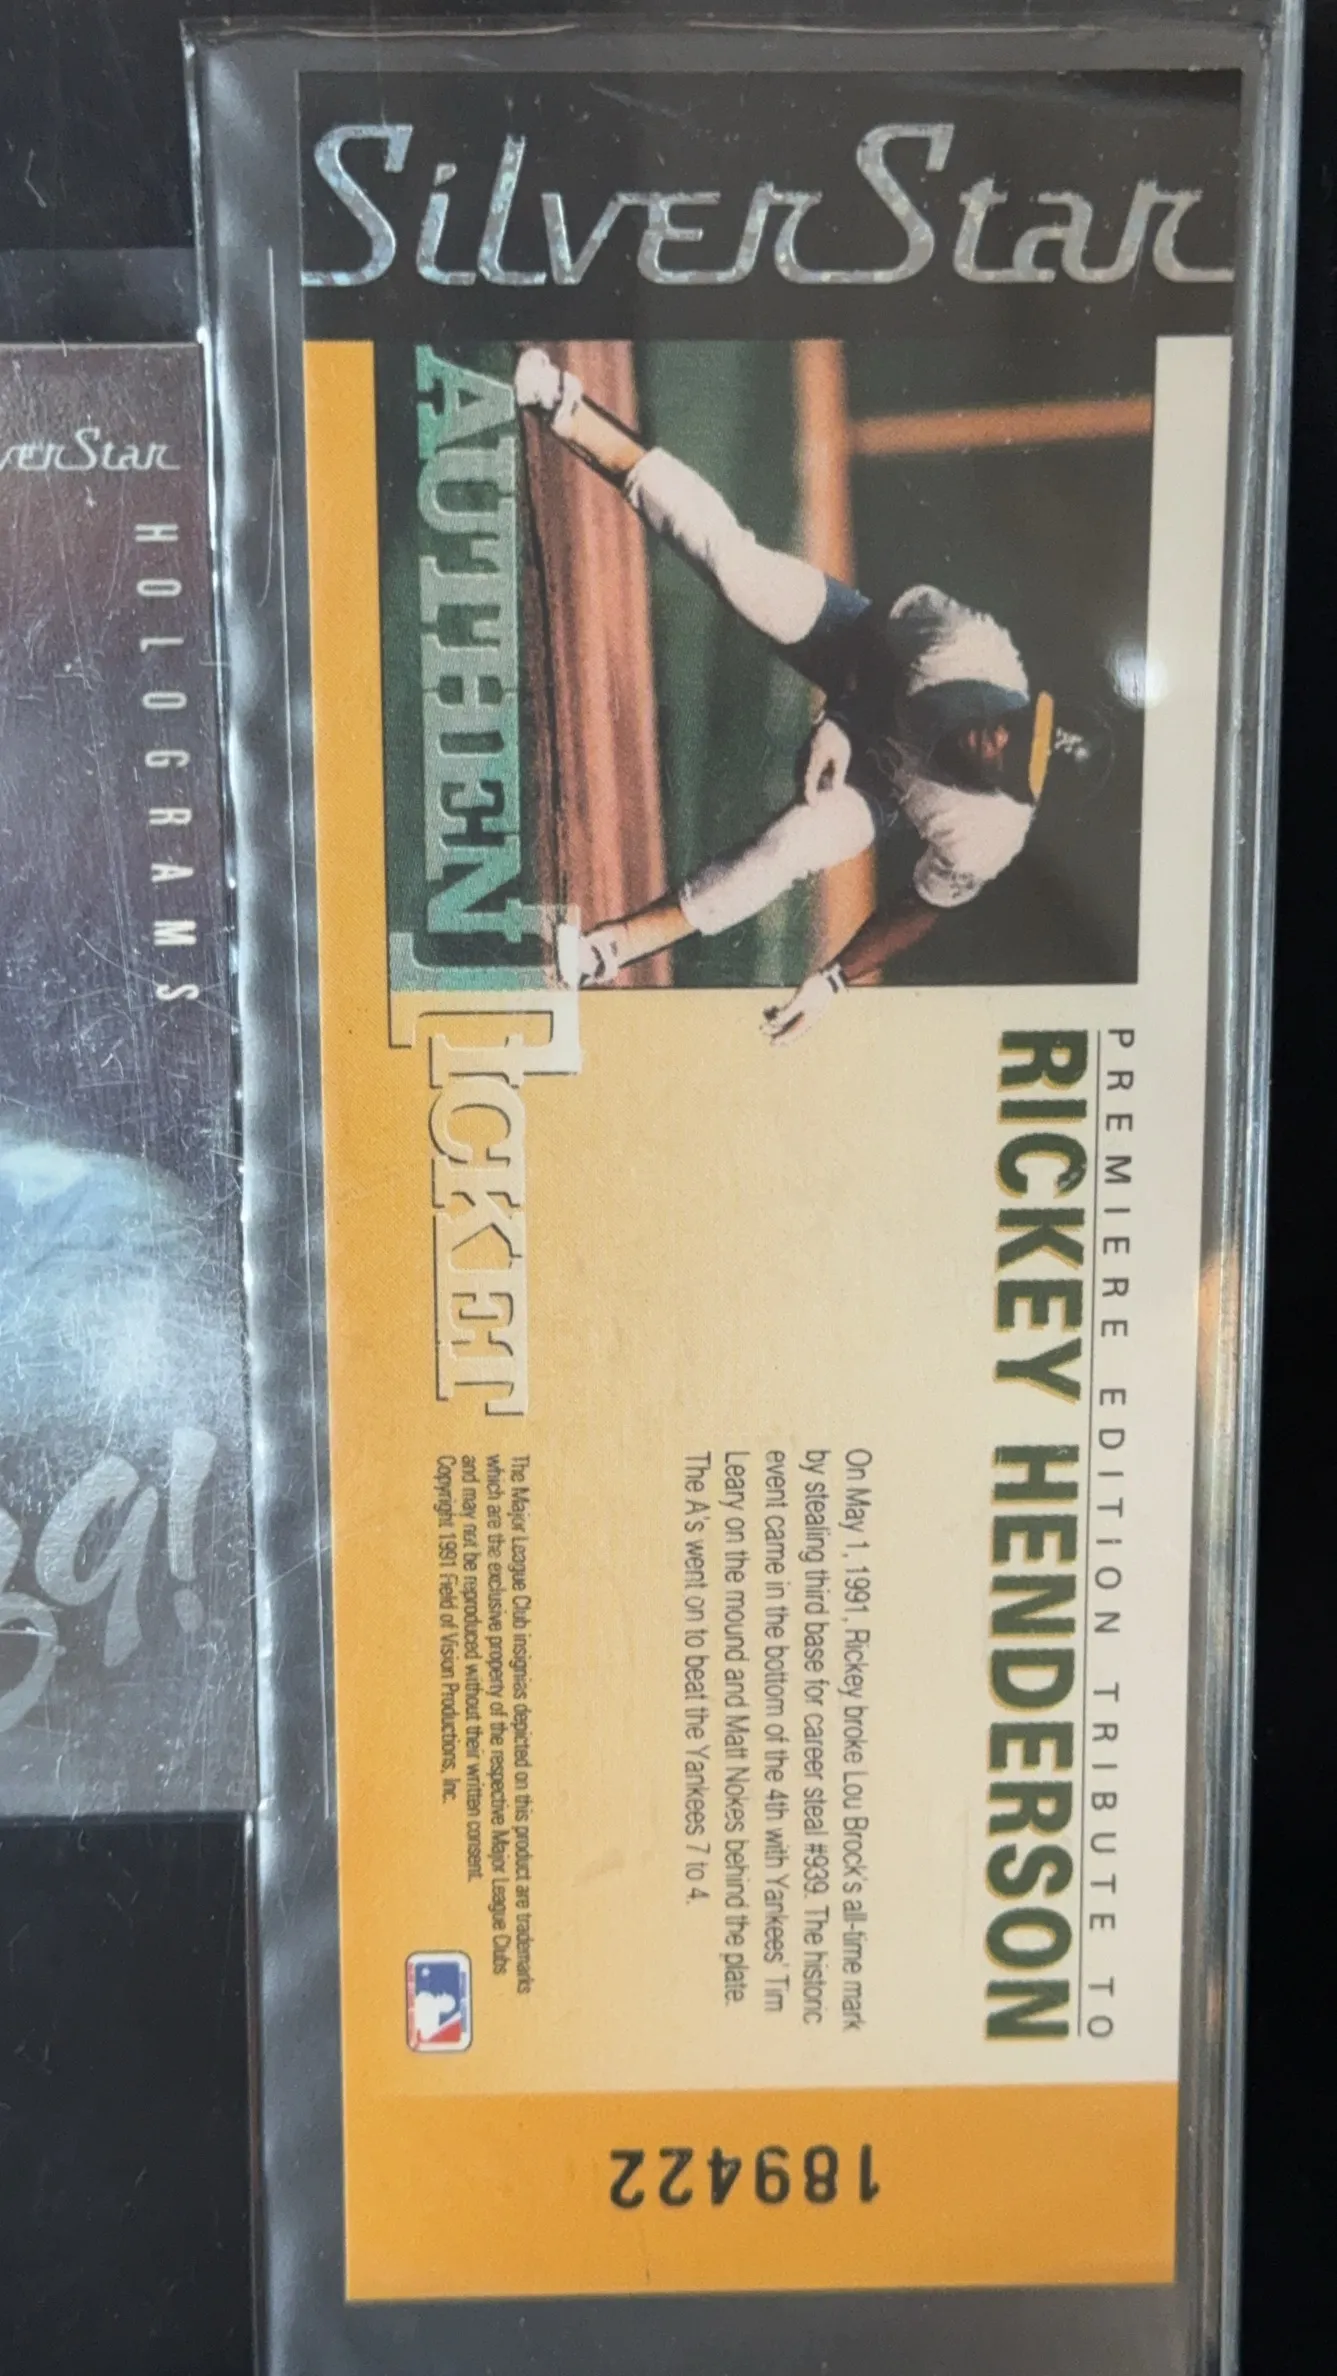 SilverStar
PREMIERE EDITION TRIBUTE TO
RICKEY HENDERSON
On May 1, 1991, Rickey broke Lou Brock's all-time mark
by stealing third base for career steal #939. The historic
event came in the bottom of the 4th with Yankees' Tim
Leary on the mound and Matt Nokes behind the plate.
The A's went on to beat the Yankees 7 to 4.
AUTHENTICKET
The Major League Club insignias depicted on this product are trademarks
which are the exclusive property of the respective Major League Clubs
and may not be reproduced without their written consent.
Copyright 1991 Field of Vision Productions, Inc.
189422
erStar
HOLOGRAMS